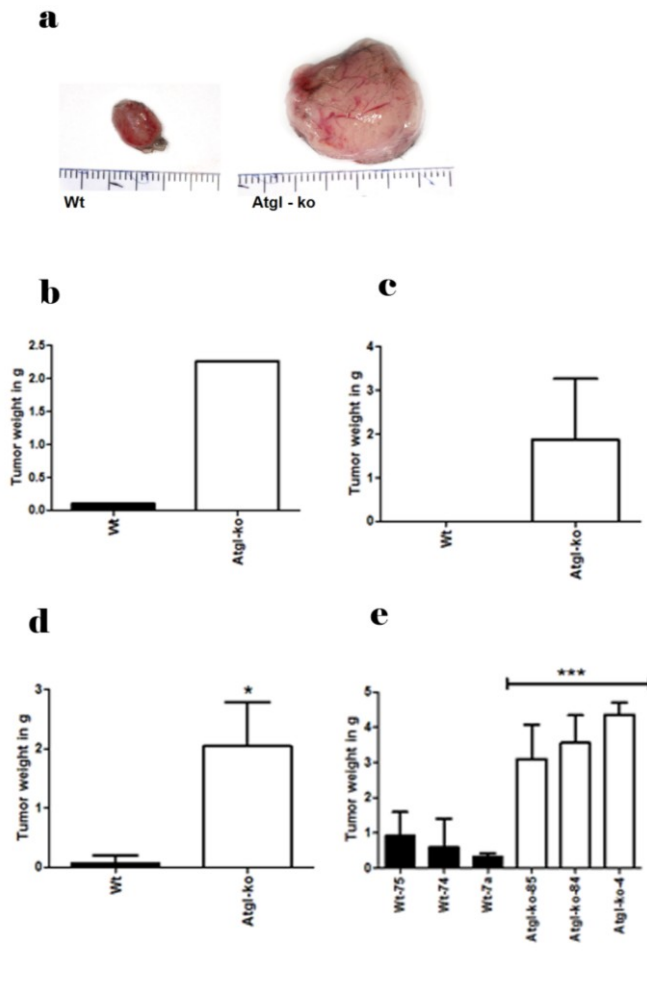 a
Wt
Atgl - ko
b
Tumor weight in g
2.5
2.0
1.5
1.0
0.5
0.0
Wt
Atgl-ko
c
Tumor weight in g
4
3
2
1
0
Wt
Atgl-ko
d
Tumor weight in g
3
2
1
0
*
Wt
Atgl-ko
e
Tumor weight in g
5
4
3
2
1
0
***
Wt-75
Wt-74
Wt-7a
Atgl-ko-85
Atgl-ko-84
Atgl-ko-4